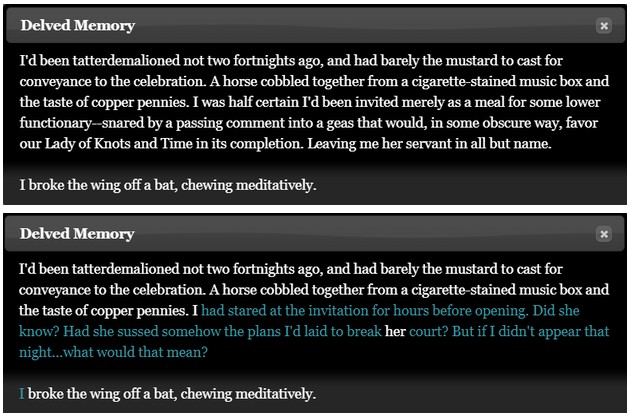 Delved Memory
I'd been tatterdemalioned not two fortnights ago, and had barely the mustard to cast for
conveyance to the celebration. A horse cobbled together from a cigarette-stained music box and
the taste of copper pennies. I was half certain I'd been invited merely as a meal for some lower
functionary--snared by a passing comment into a geas that would, in some obscure way, favor
our Lady of Knots and Time in its completion. Leaving me her servant in all but name.
I broke the wing off a bat, chewing meditatively.
Delved Memory
I'd been tatterdemalioned not two fortnights ago, and had barely the mustard to cast for
conveyance to the celebration. A horse cobbled together from a cigarette-stained music box and
the taste of copper pennies. I had stared at the invitation for hours before opening. Did she
know? Had she sussed somehow the plans I'd laid to break her court? But if I didn't appear that
night...what would that mean?
I broke the wing off a bat, chewing meditatively.